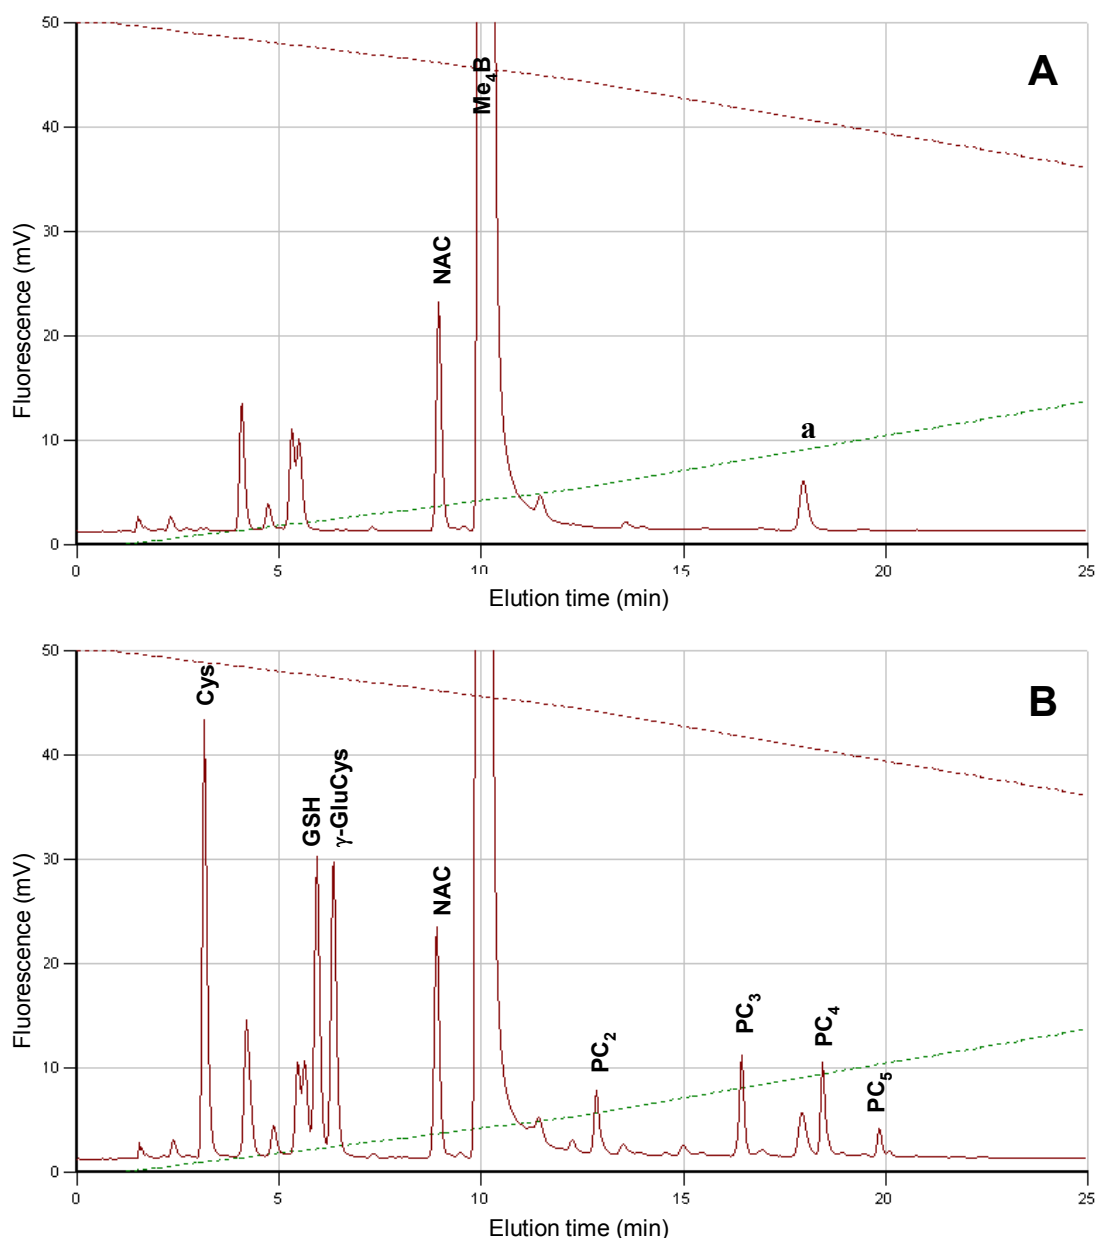 A
Fluorescence (mV)
50
40
30
20
10
0
Me₄B
NAC
a
0 5 10 15 20 25
Elution time (min)
B
Fluorescence (mV)
50
40
30
20
10
0
Cys
GSH
γ-GluCys
NAC
PC₂
PC₃
PC₄
PC₅
0 5 10 15 20 25
Elution time (min)